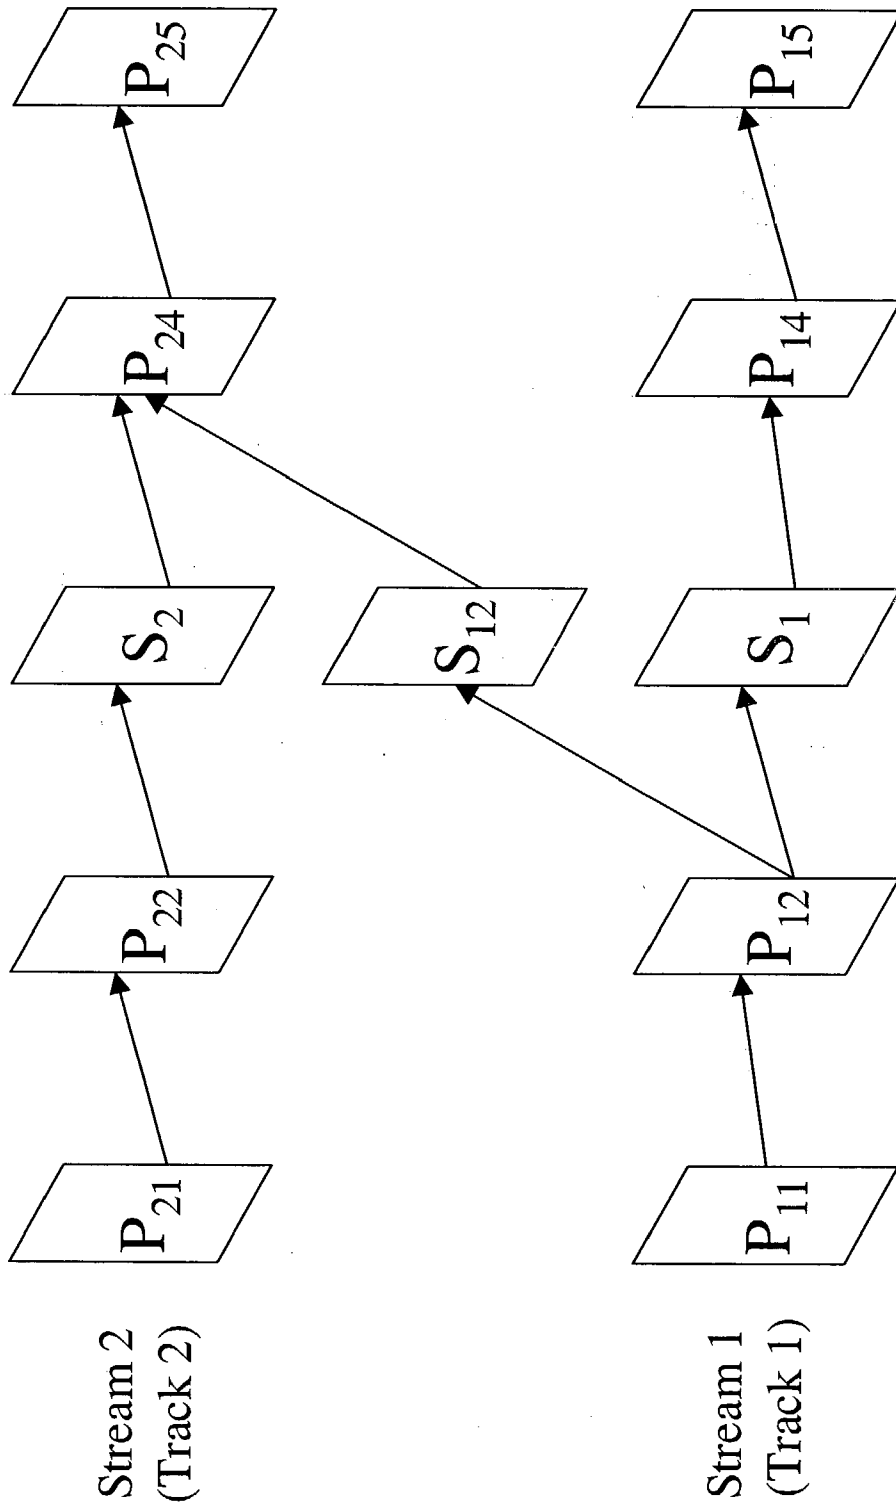 Stream 2
(Track 2)
P21
P22
S2
P24
P25
S12
Stream 1
(Track 1)
P11
P12
S1
P14
P15